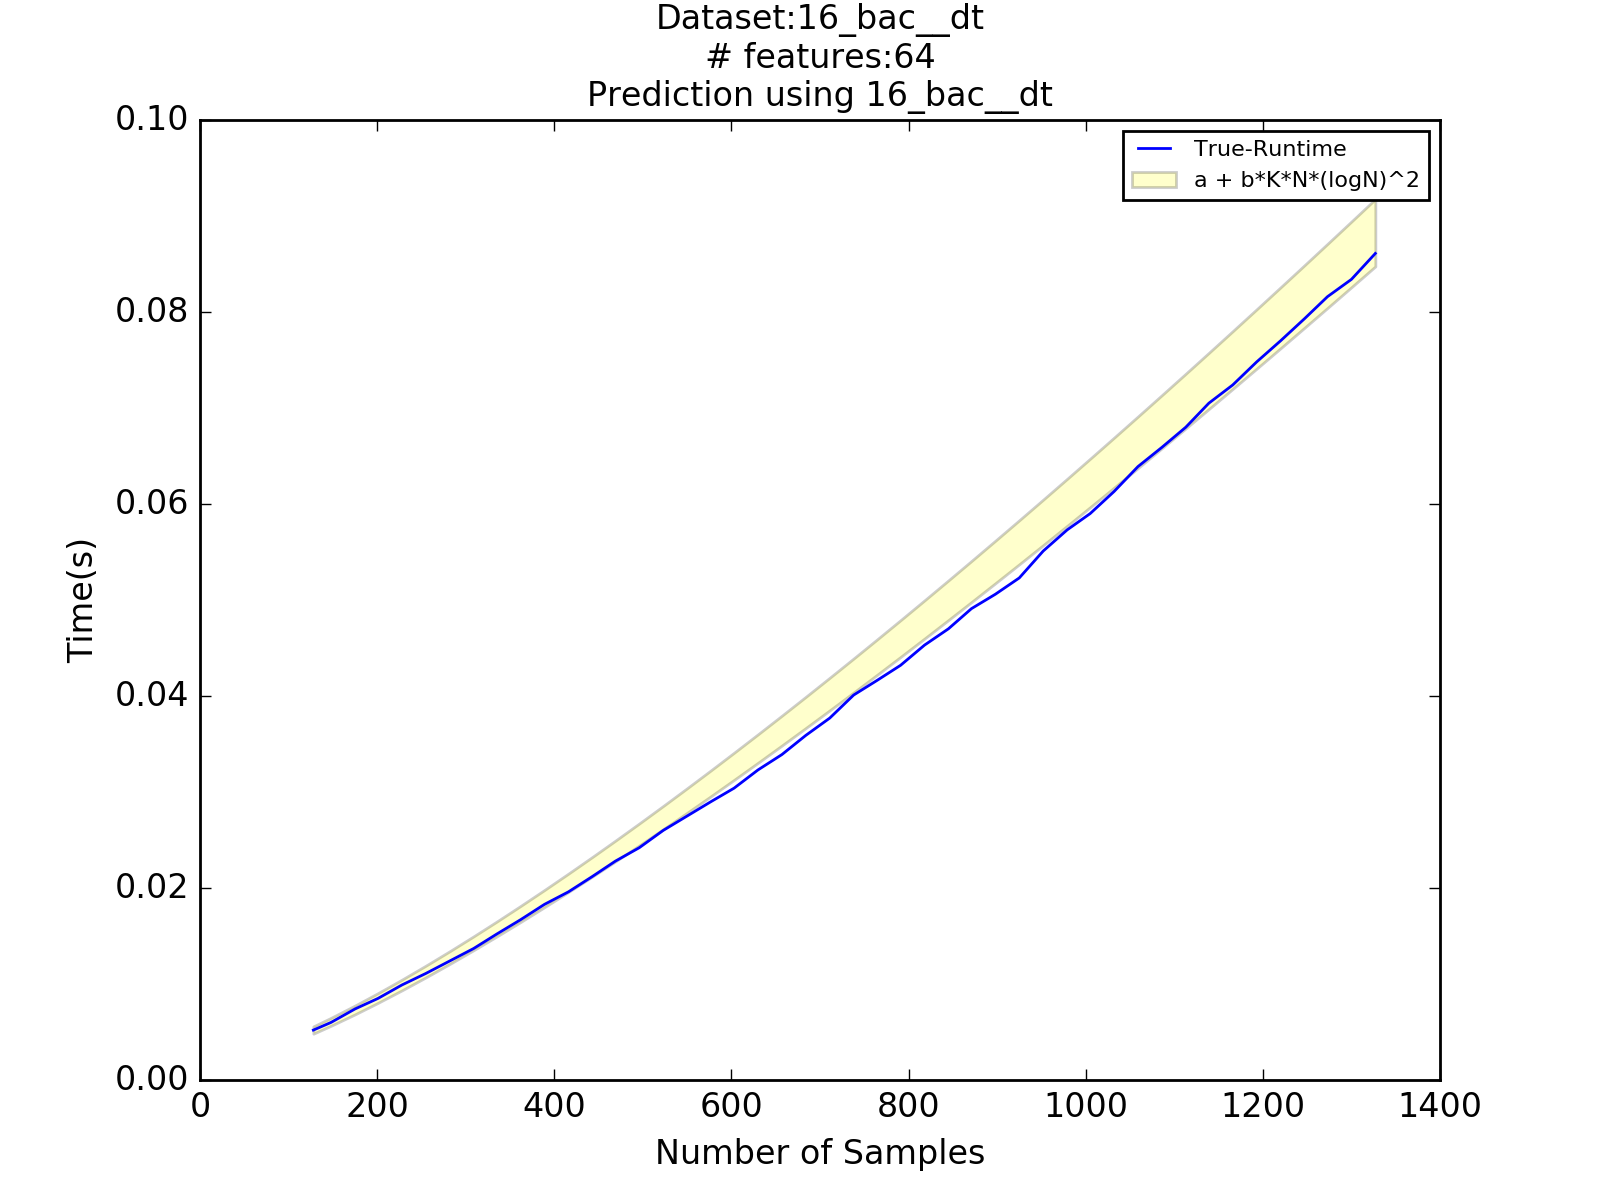 Dataset:16_bac__dt
# features:64
Prediction using 16_bac__dt
True-Runtime
a + b*K*N*(logN)^2
0.10
0.08
0.06
0.04
0.02
0.00
Time(s)
0 200 400 600 800 1000 1200 1400
Number of Samples